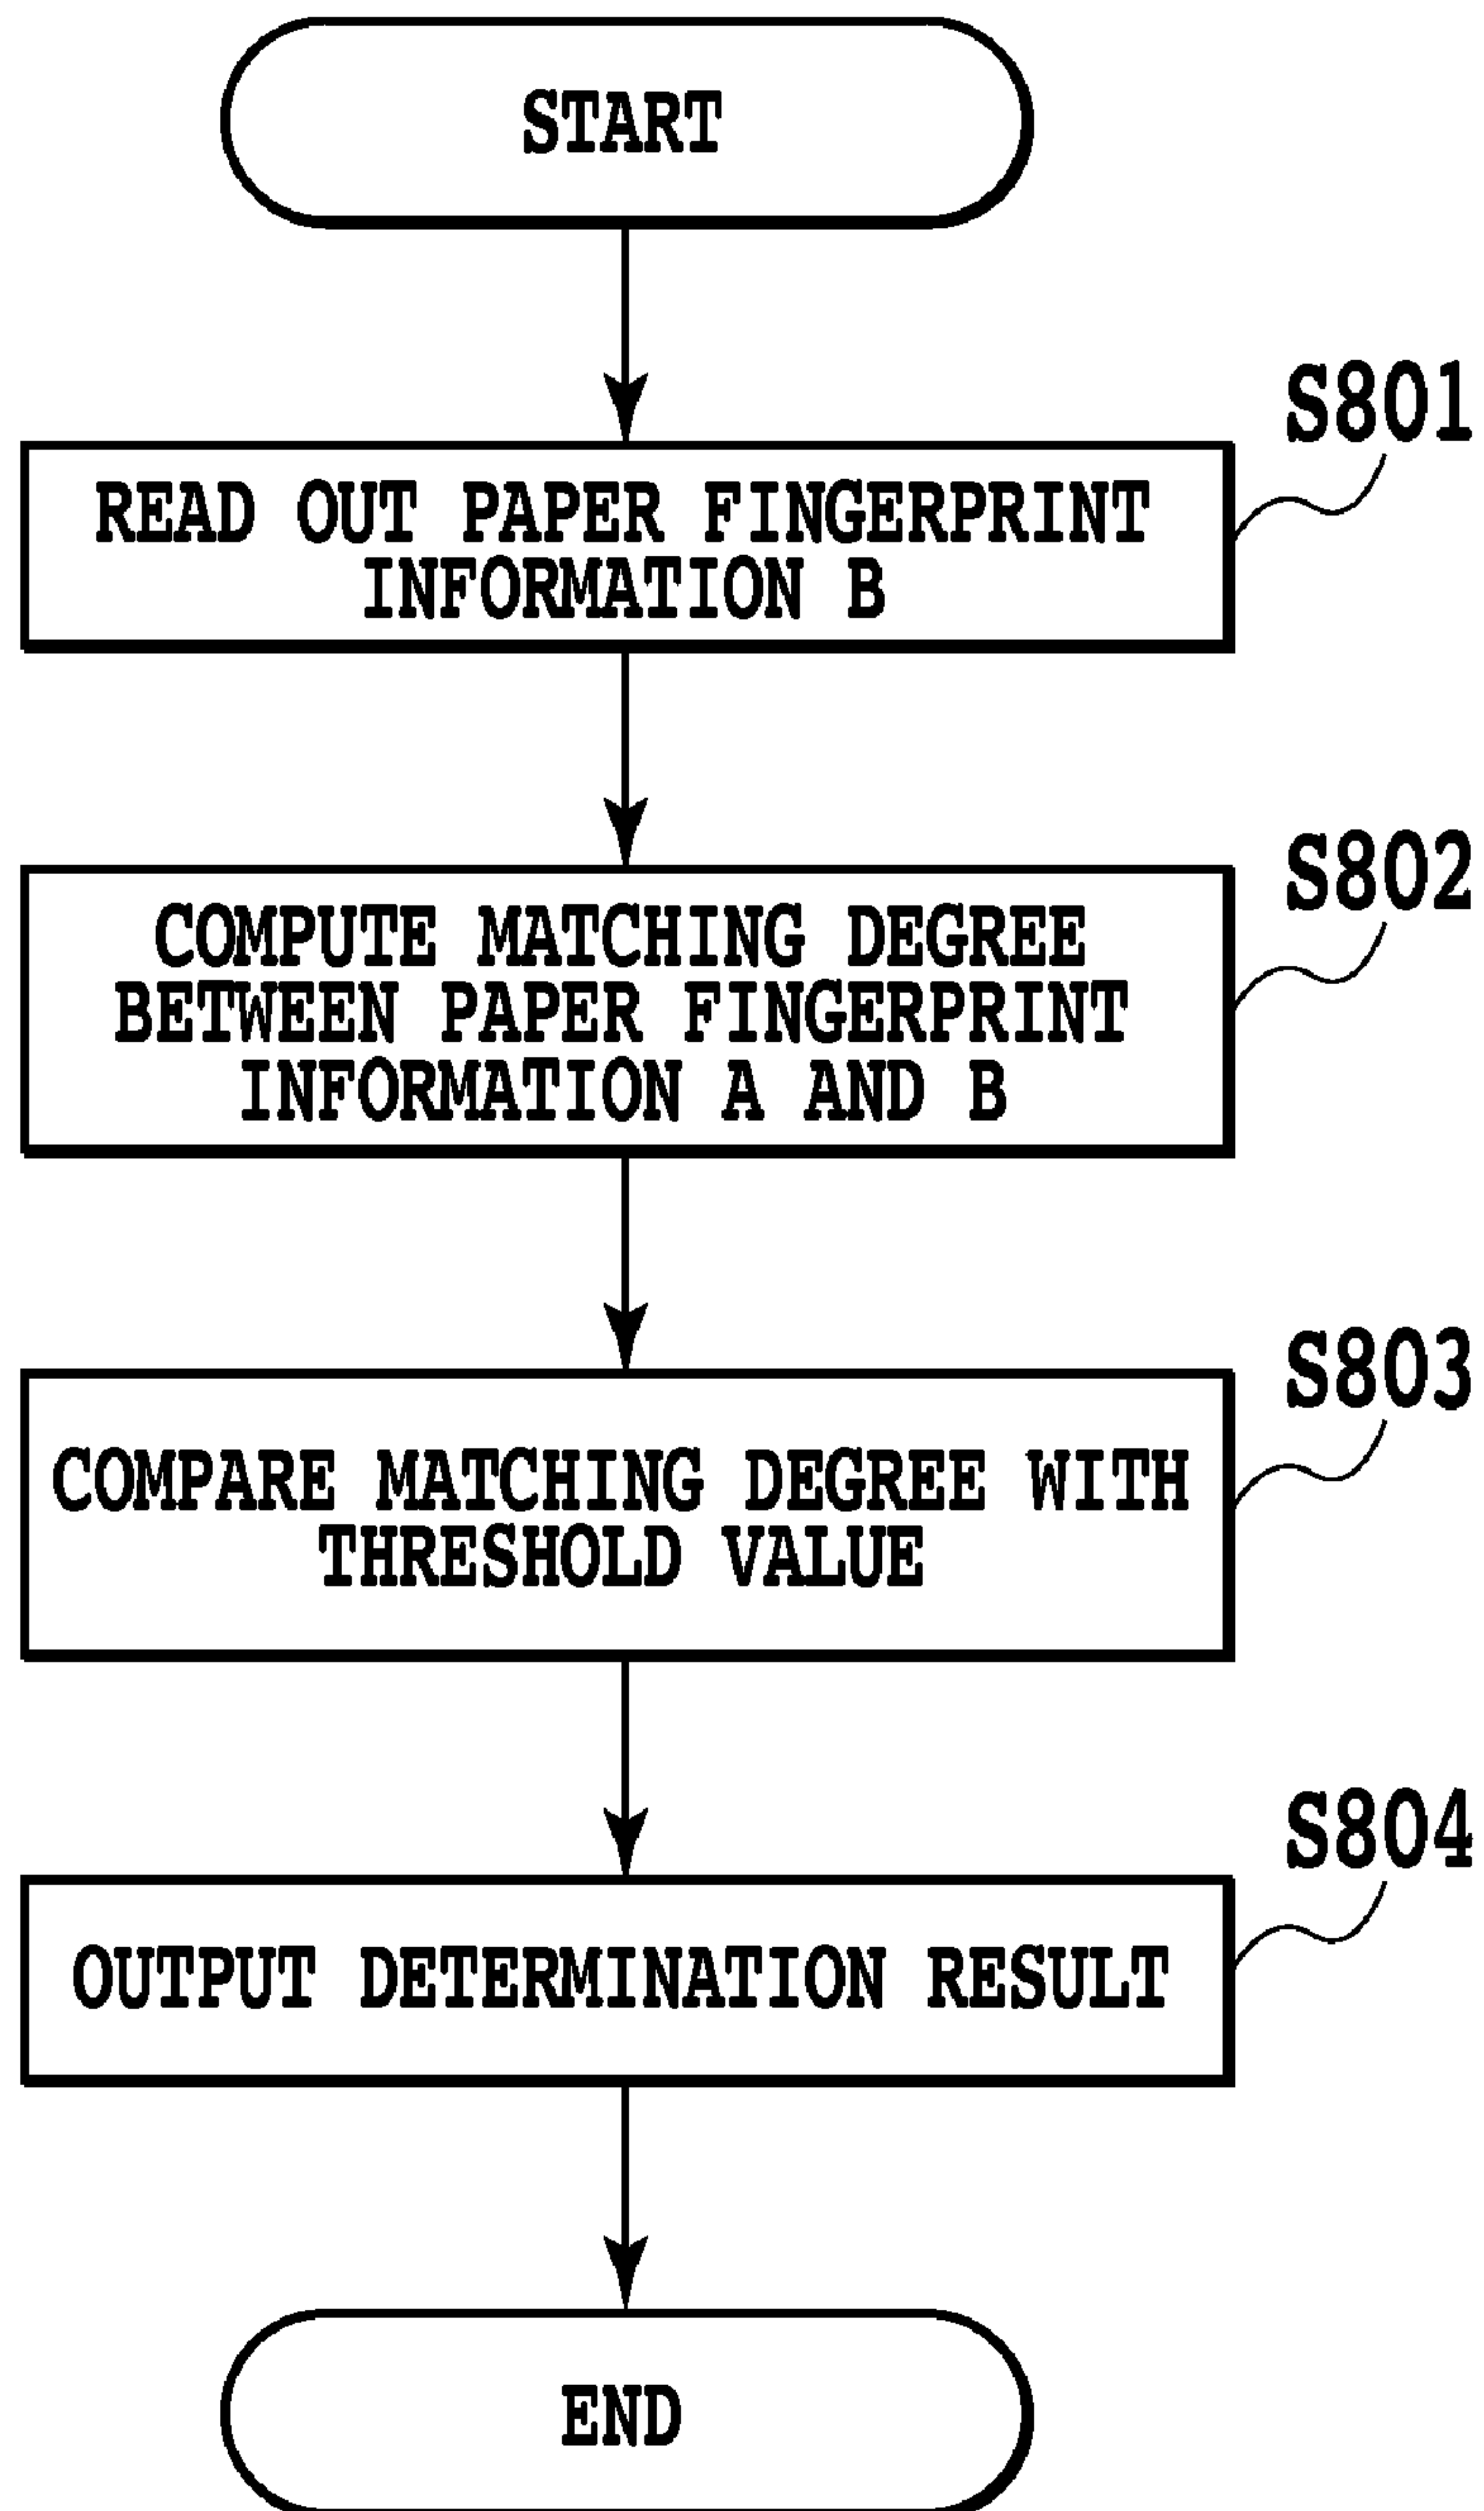 START
S801
READ OUT PAPER FINGERPRINT
INFORMATION B
S802
COMPUTE MATCHING DEGREE
BETWEEN PAPER FINGERPRINT
INFORMATION A AND B
S803
COMPARE MATCHING DEGREE WITH
THRESHOLD VALUE
S804
OUTPUT DETERMINATION RESULT
END